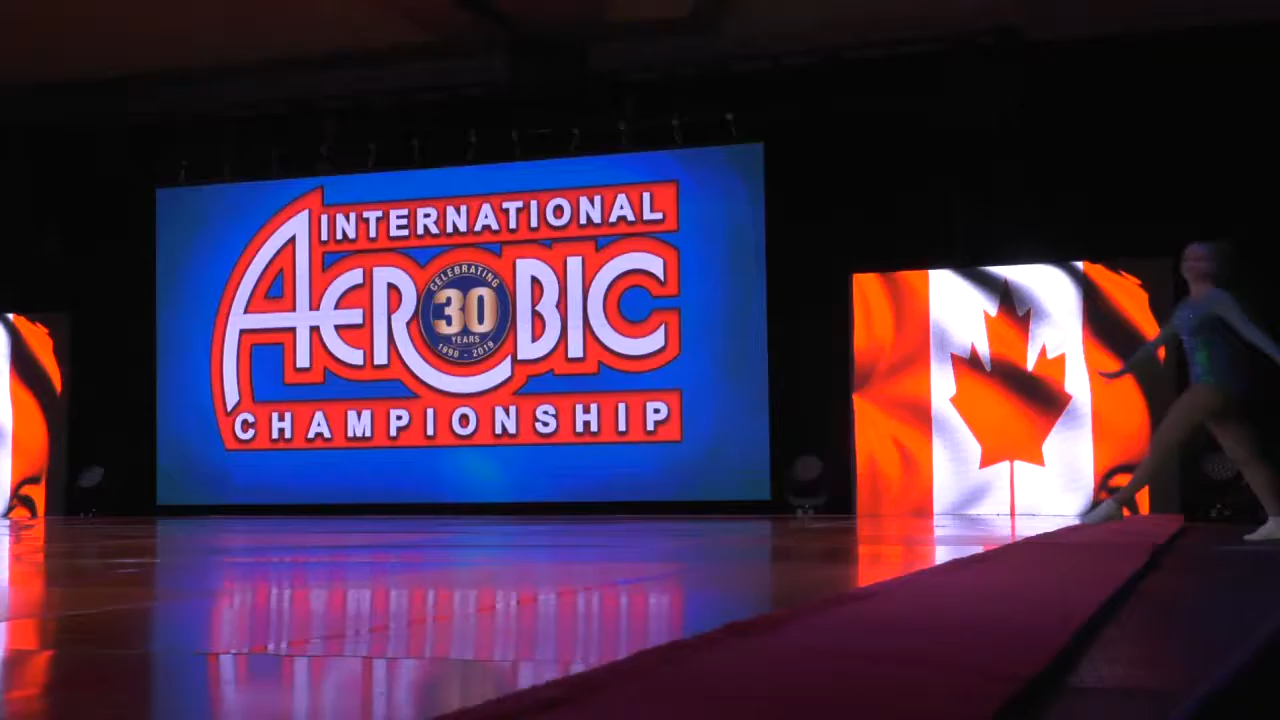 INTERNATIONAL
AEROBIC
CELEBRATING
30
YEARS
1990 - 2019
CHAMPIONSHIP